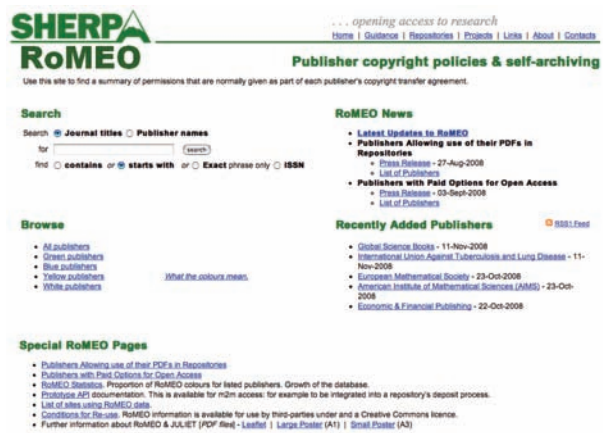 SHERPA
RoMEO
. . . opening access to research
Home | Guidance | Repositories | Projects | Links | About | Contacts
Publisher copyright policies & self-archiving
Use this site to find a summary of permissions that are normally given as part of each publisher's copyright transfer agreement.
Search
Search Journal titles Publisher names
for search
find contains or starts with or Exact phrase only ISSN
Browse
All publishers
Green publishers
Blue publishers
Yellow publishers What the colours mean.
White publishers
RoMEO News
Latest Updates to RoMEO
Publishers Allowing use of their PDFs in
Repositories
Press Release - 27-Aug-2008
List of Publishers
Publishers with Paid Options for Open Access
Press Release - 03-Sept-2008
List of Publishers
Recently Added Publishers RSS1 Feed
Global Science Books - 11-Nov-2008
International Union Against Tuberculosis and Lung Disease - 11-
Nov-2008
European Mathematical Society - 23-Oct-2008
American Institute of Mathematical Sciences (AIMS) - 23-Oct-
2008
Economic & Financial Publishing - 22-Oct-2008
Special RoMEO Pages
Publishers Allowing use of their PDFs in Repositories
Publishers with Paid Options for Open Access
RoMEO Statistics. Proportion of RoMEO colours for listed publishers. Growth of the database.
Prototype API documentation. This is available for m2m access: for example to be integrated into a repository's deposit process.
List of sites using RoMEO data.
Conditions for Re-use. RoMEO information is available for use by third-parties under and a Creative Commons licence.
Further information about RoMEO & JULIET [PDF files] - Leaflet | Large Poster (A1) | Small Poster (A3)